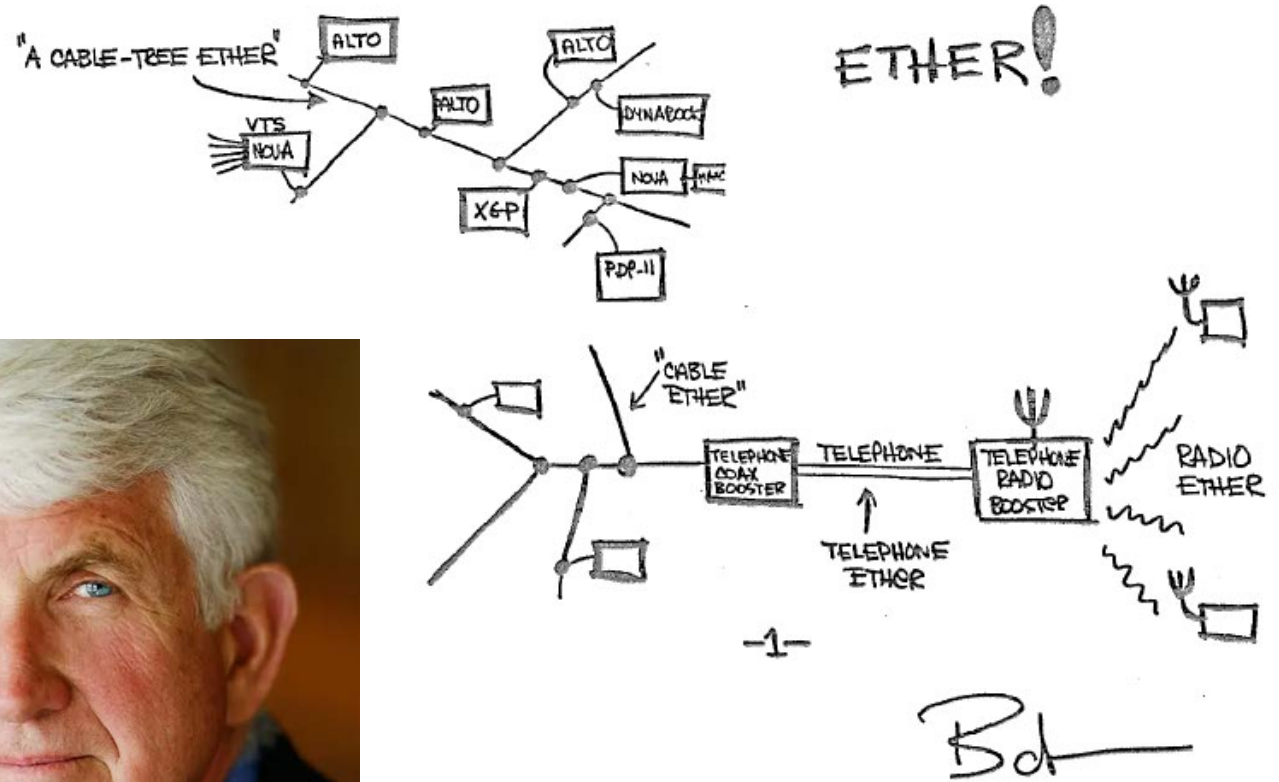 ETHER!
"A CABLE-TREE ETHER"
ALTO
ALTO
ALTO
DYNABOOK
VTS
NOVA
NOVA
XGP
PDP-11
"CABLE
ETHER"
TELEPHONE
COAX
BOOSTER
TELEPHONE
TELEPHONE
ETHER
TELEPHONE
RADIO
BOOSTER
RADIO
ETHER
-1-